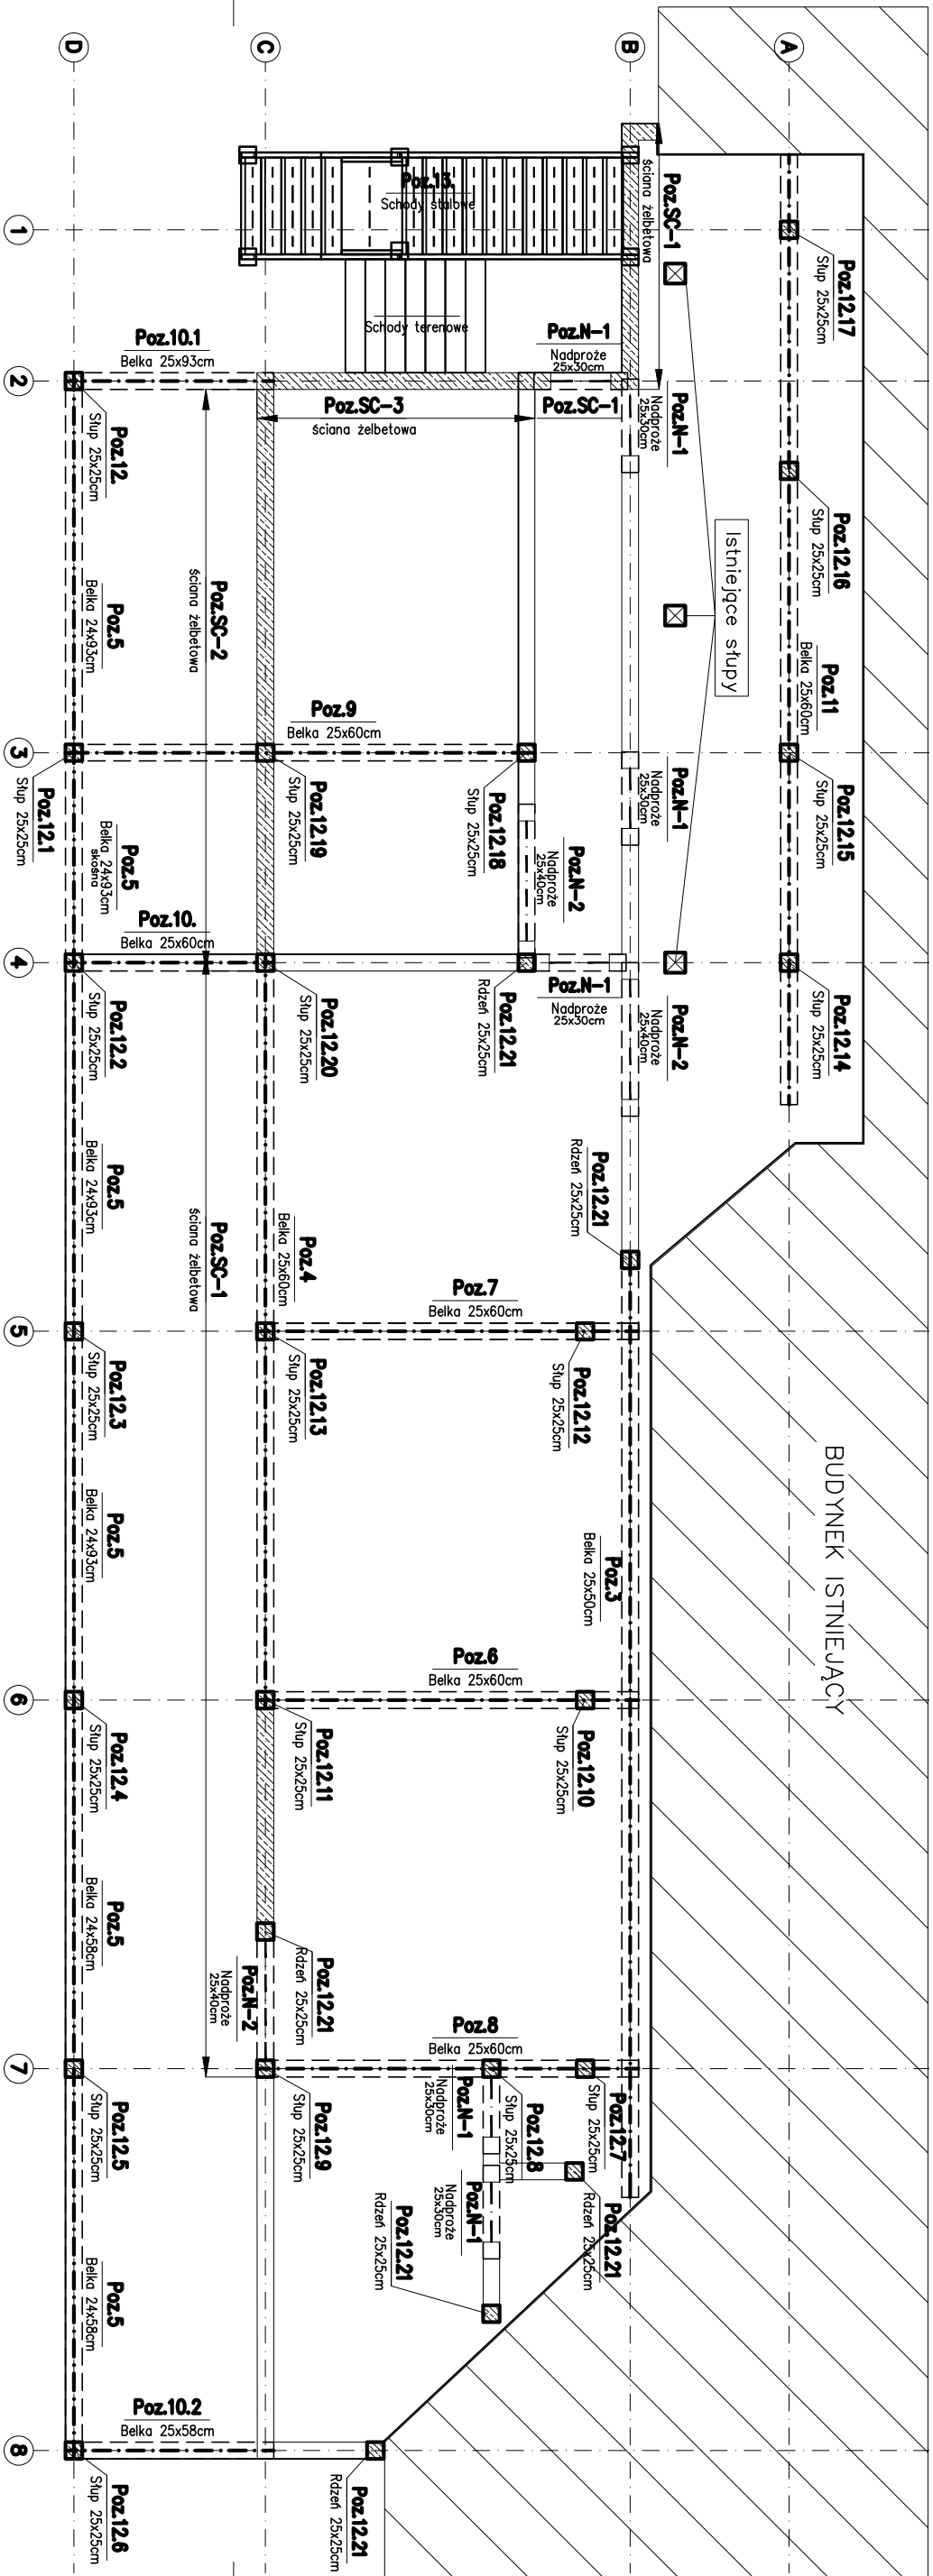 D
C
B
A
Poz.13.
Schody stalowe
Poz.SC-1
ściana żelbetowa
1
Poz.12.17
Słup 25x25cm
Schody terenowe
Poz.10.1
Belka 25x93cm
Poz.N-1
Nadproże
25x30cm
2
Poz.12.
Słup 25x25cm
Poz.SC-3
ściana żelbetowa
Poz.SC-1
Poz.N-1
Nadproże
25x30cm
Poz.12.16
Słup 25x25cm
Istniejące słupy
Poz.5
Belka 24x93cm
Poz.SC-2
ściana żelbetowa
Poz.11
Belka 25x60cm
Poz.9
Belka 25x60cm
3
Poz.12.1
Słup 25x25cm
Poz.12.19
Słup 25x25cm
Poz.12.18
Słup 25x25cm
Poz.N-1
Nadproże
25x30cm
Poz.12.15
Słup 25x25cm
Poz.5
Belka 24x93cm
skośna
Poz.N-2
Nadproże
25x40cm
Poz.10.
Belka 25x60cm
4
Poz.12.2
Słup 25x25cm
Poz.12.20
Słup 25x25cm
Poz.12.21
Rdzeń 25x25cm
Poz.N-1
Nadproże
25x30cm
Poz.N-2
Nadproże
25x40cm
Poz.12.14
Słup 25x25cm
Poz.5
Belka 24x93cm
Poz.SC-1
ściana żelbetowa
Poz.4
Belka 25x60cm
Poz.12.21
Rdzeń 25x25cm
Poz.7
Belka 25x60cm
5
Poz.12.3
Słup 25x25cm
Poz.12.13
Słup 25x25cm
Poz.12.12
Słup 25x25cm
BUDYNEK ISTNIEJĄCY
Poz.5
Belka 24x93cm
Poz.3
Belka 25x50cm
Poz.6
Belka 25x60cm
6
Poz.12.4
Słup 25x25cm
Poz.12.11
Słup 25x25cm
Poz.12.10
Słup 25x25cm
Poz.5
Belka 24x58cm
Poz.N-2
Nadproże
25x40cm
Poz.12.21
Rdzeń 25x25cm
Poz.8
Belka 25x60cm
7
Poz.12.5
Słup 25x25cm
Poz.12.9
Słup 25x25cm
Poz.N-1
Nadproże
25x30cm
Poz.12.8
Słup 25x25cm
Poz.12.7
Słup 25x25cm
Poz.N-1
Nadproże
25x30cm
Poz.12.21
Rdzeń 25x25cm
Poz.12.21
Rdzeń 25x25cm
Poz.5
Belka 24x58cm
Poz.10.2
Belka 25x58cm
8
Poz.12.6
Słup 25x25cm
Poz.12.21
Rdzeń 25x25cm